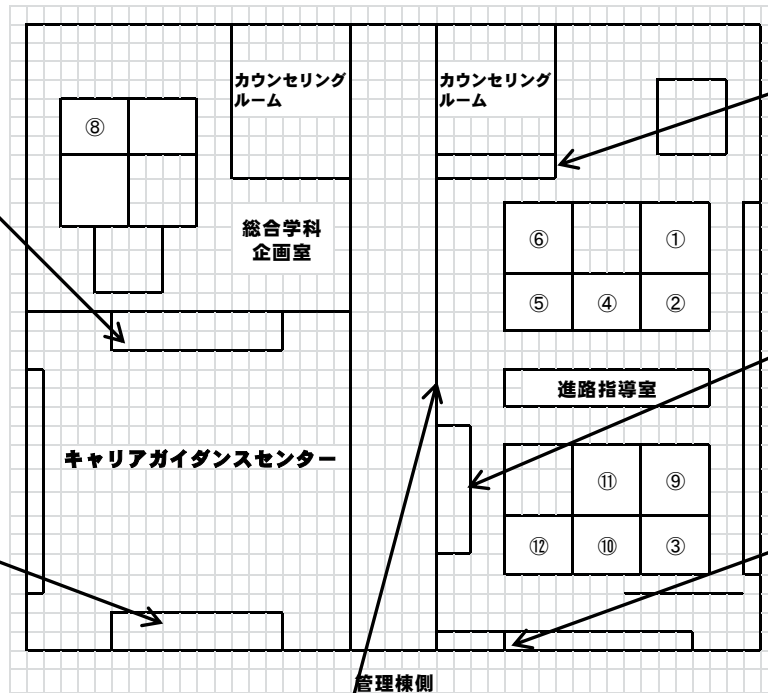 カウンセリング
ルーム
カウンセリング
ルーム
⑧
総合学科
企画室
⑥
①
⑤
④
②
進路指導室
キャリアガイダンスセンター
⑪
⑨
⑫
⑩
③
管理棟側